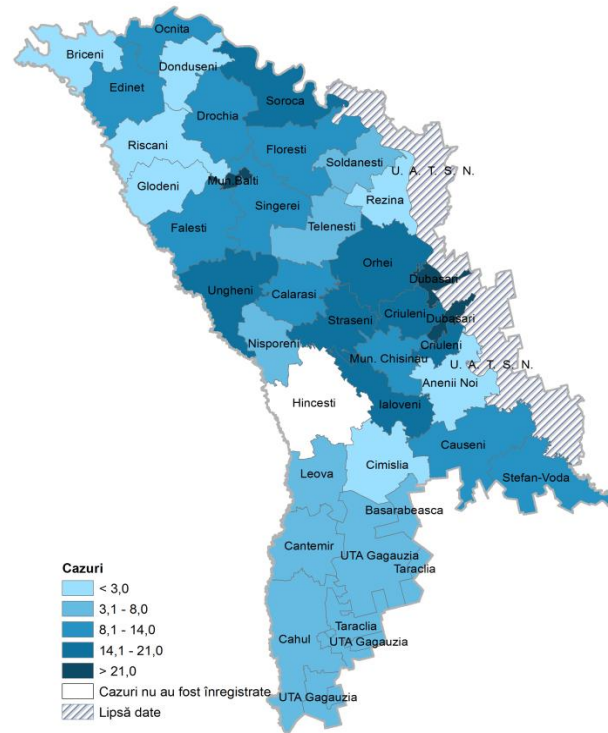 Ocnita
Briceni
Donduseni
Edinet
Soroca
Drochia
Riscani
Floresti
Soldanesti
U. A. T. S. N.
Glodeni
Mun.Balti
Rezina
Singerei
Falesti
Telenesti
Orhei
Dubasari
Ungheni
Calarasi
Criuleni
Straseni
Dubasari
Nisporeni
Criuleni
Mun. Chisinau
U. A. T. S. N.
Anenii Noi
Hincesti
Ialoveni
Causeni
Cimislia
Leova
Stefan-Voda
Basarabeasca
Cantemir
UTA Gagauzia
Taraclia
Taraclia
Cahul
UTA Gagauzia
UTA Gagauzia
Cazuri
< 3,0
3,1 - 8,0
8,1 - 14,0
14,1 - 21,0
> 21,0
Cazuri nu au fost înregistrate
Lipsă date